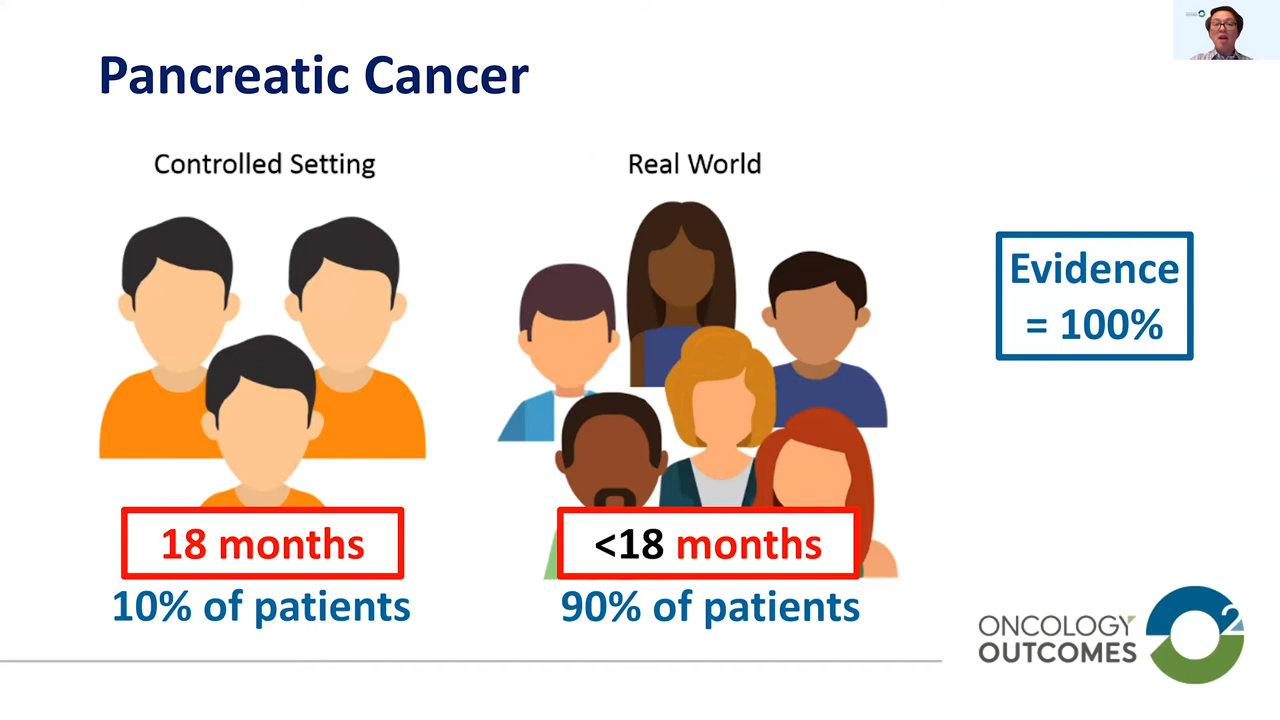 Pancreatic Cancer
Controlled Setting
Real World
Evidence
= 100%
18 months
<18 months
10% of patients
90% of patients
ONCOLOGY
OUTCOMES
2